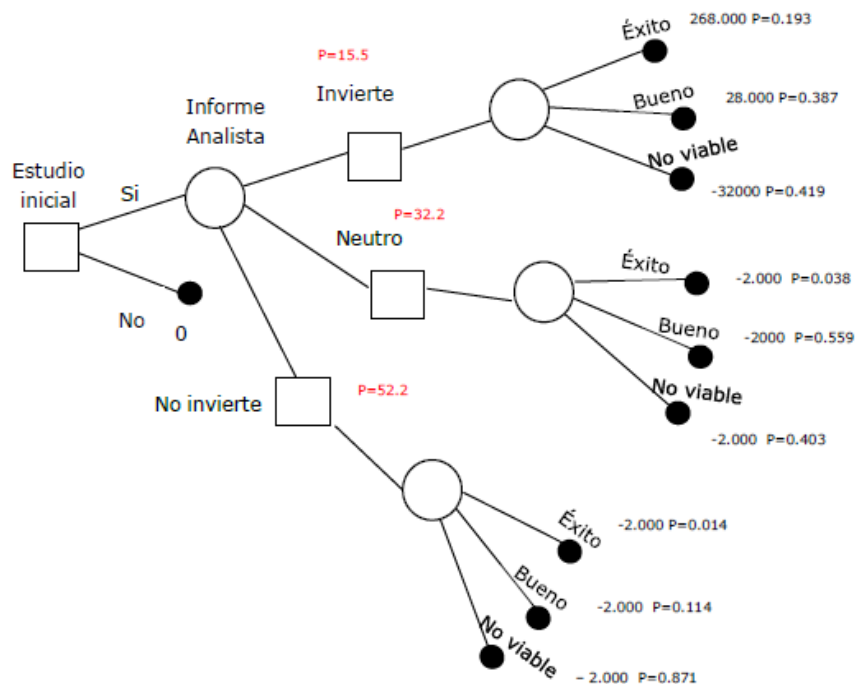 Éxito
268.000 P=0.193
P=15.5
Invierte
Bueno
28.000 P=0.387
Informe
Analista
No viable
-32000 P=0.419
Estudio
inicial
Si
P=32.2
Neutro
Éxito
-2.000 P=0.038
No
0
Bueno
-2000 P=0.559
No viable
-2.000 P=0.403
No invierte
P=52.2
Éxito
-2.000 P=0.014
Bueno
-2.000 P=0.114
No viable
– 2.000 P=0.871